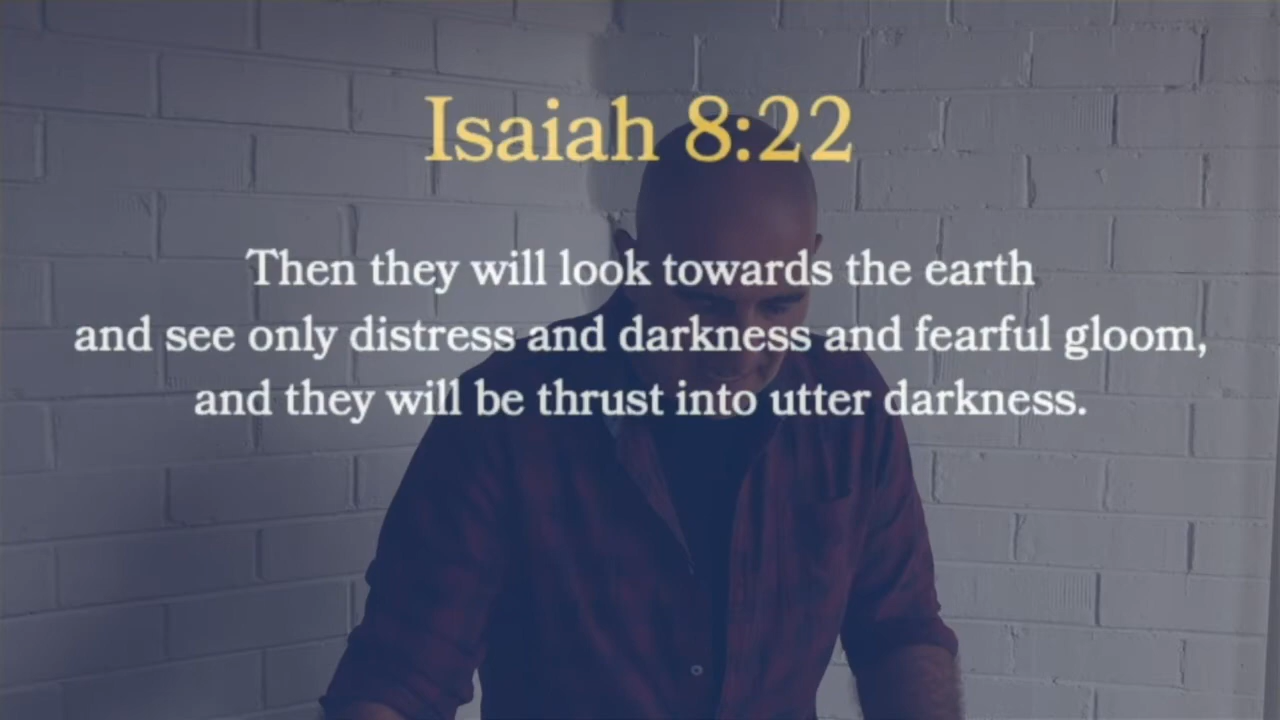 Isaiah 8:22
Then they will look towards the earth
and see only distress and darkness and fearful gloom,
and they will be thrust into utter darkness.